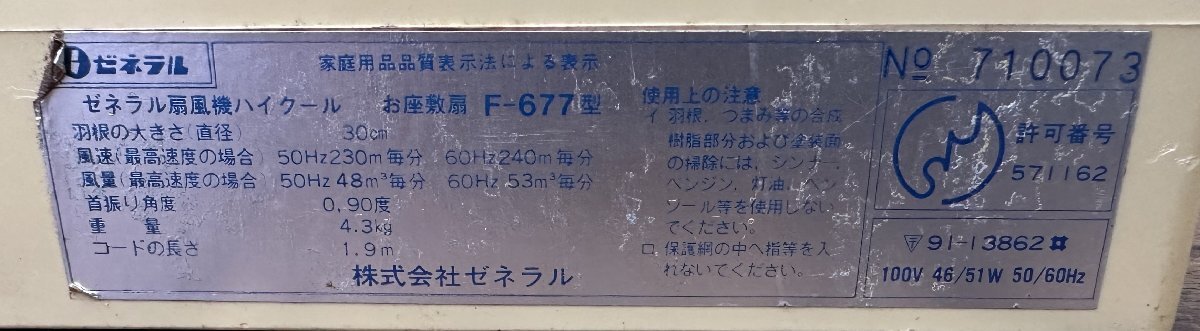 ゼネラル
家庭用品品質表示法による表示
ゼネラル扇風機ハイクール お座敷扇 F-677型
羽根の大きさ(直径) 30cm
風速(最高速度の場合) 50Hz230m毎分 60Hz240m毎分
風量(最高速度の場合) 50Hz 48m³毎分 60Hz 53m³毎分
首振り角度 0,90度
重量 4.3kg
コードの長さ 1.9m
株式会社ゼネラル
使用上の注意
イ 羽根、つまみ等の合成
樹脂部分および塗装面
の掃除には、シンナー、
ベンジン、灯油、ベン
ゾール等を使用しない
でください。
ロ 保護網の中へ指等を入
れないでください。
No 710073
許可番号
571162
91-13862
100V 46/51W 50/60Hz